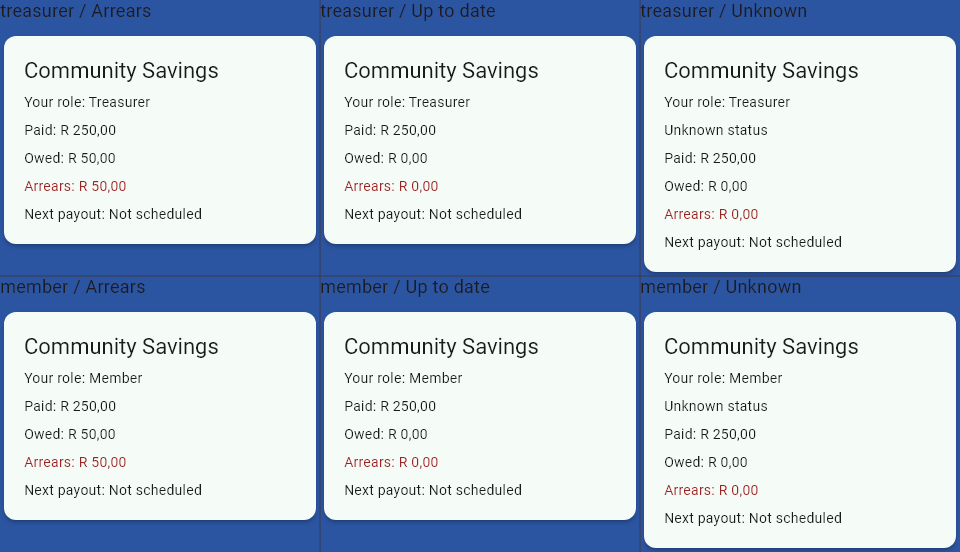 treasurer / Arrears
Community Savings
Your role: Treasurer
Paid: R 250,00
Owed: R 50,00
Arrears: R 50,00
Next payout: Not scheduled
treasurer / Up to date
Community Savings
Your role: Treasurer
Paid: R 250,00
Owed: R 0,00
Arrears: R 0,00
Next payout: Not scheduled
treasurer / Unknown
Community Savings
Your role: Treasurer
Unknown status
Paid: R 250,00
Owed: R 0,00
Arrears: R 0,00
Next payout: Not scheduled
member / Arrears
Community Savings
Your role: Member
Paid: R 250,00
Owed: R 50,00
Arrears: R 50,00
Next payout: Not scheduled
member / Up to date
Community Savings
Your role: Member
Paid: R 250,00
Owed: R 0,00
Arrears: R 0,00
Next payout: Not scheduled
member / Unknown
Community Savings
Your role: Member
Unknown status
Paid: R 250,00
Owed: R 0,00
Arrears: R 0,00
Next payout: Not scheduled